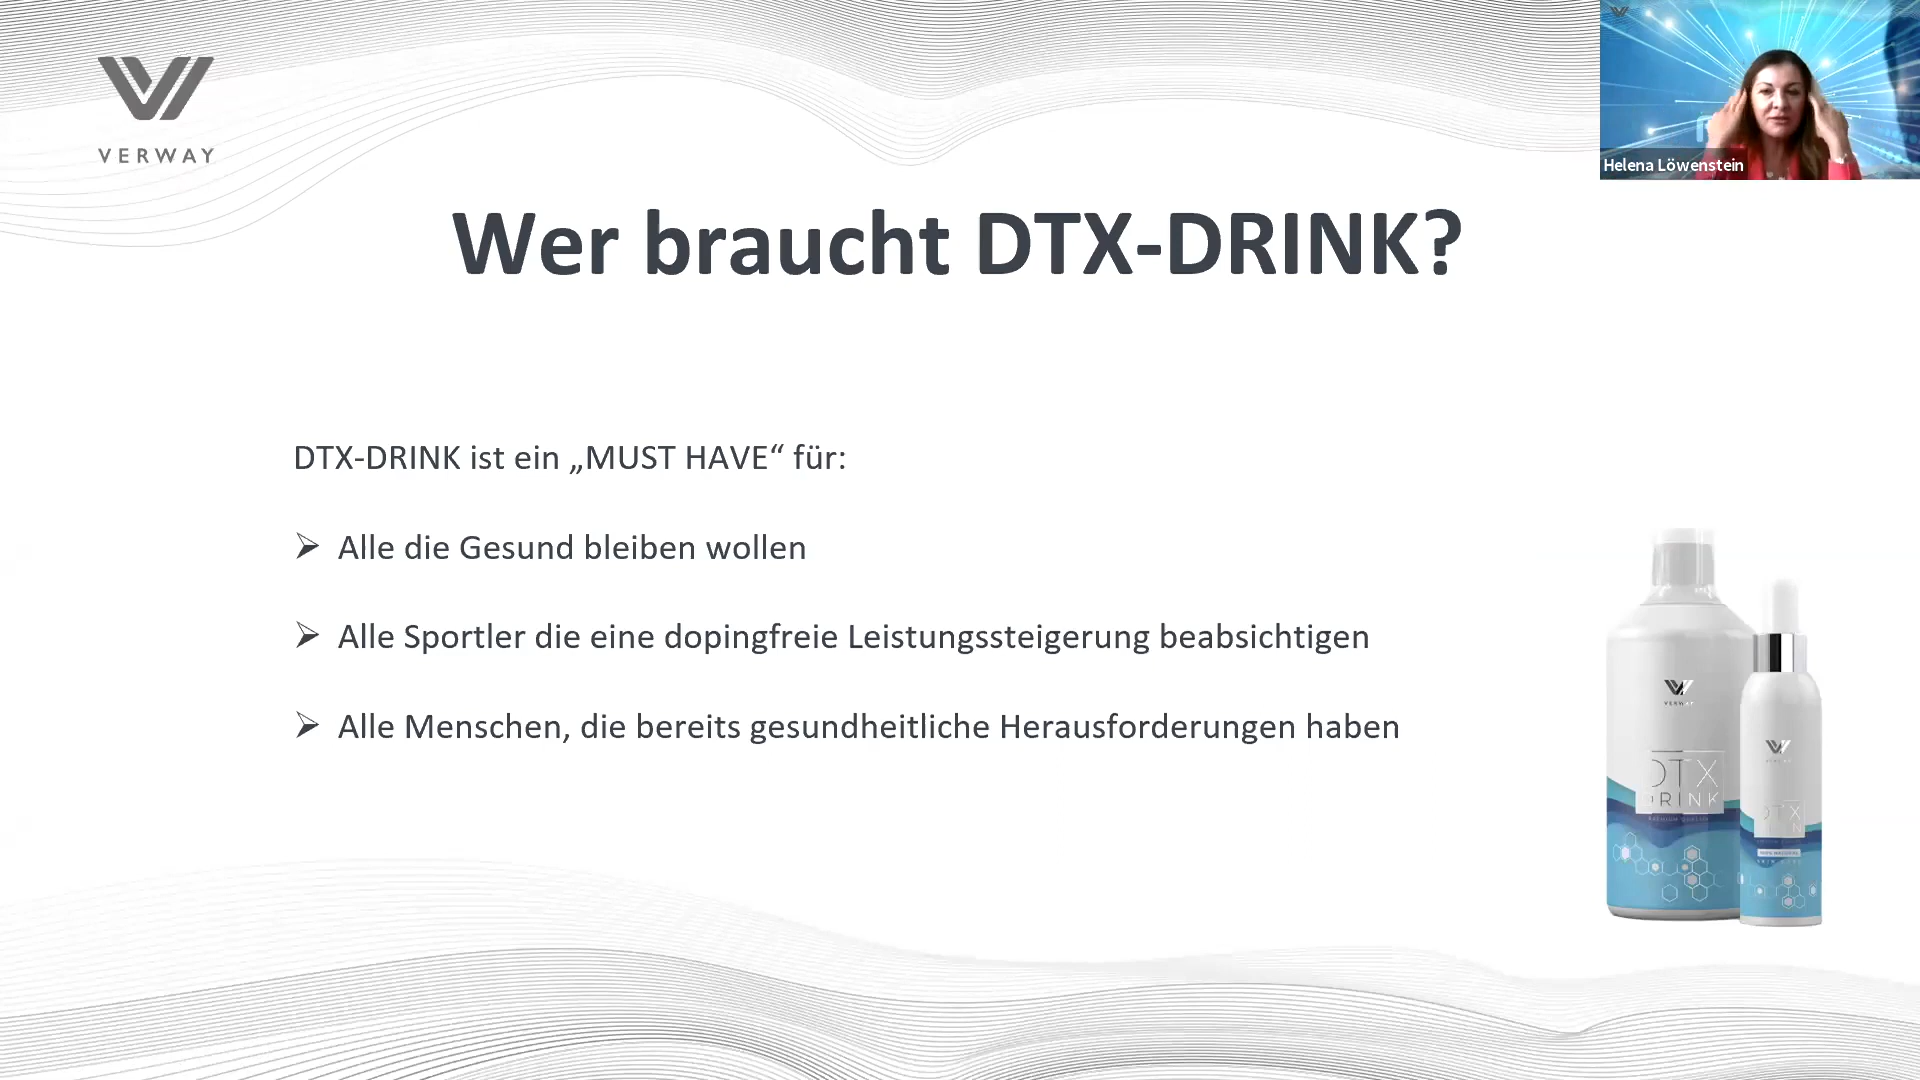 VERWAY
Helena Löwenstein
Wer braucht DTX-DRINK?
DTX-DRINK ist ein „MUST HAVE“ für:
Alle die Gesund bleiben wollen
Alle Sportler die eine dopingfreie Leistungssteigerung beabsichtigen
Alle Menschen, die bereits gesundheitliche Herausforderungen haben
VERWAY
DTX
DRINK